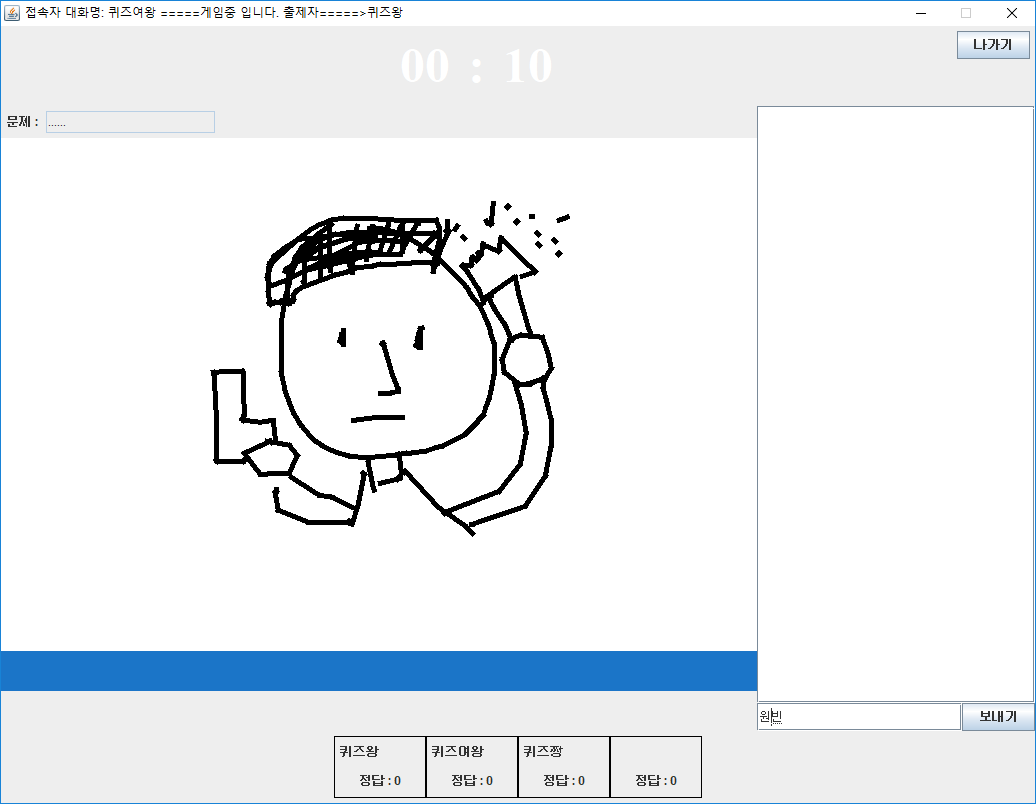 접속자 대화명: 퀴즈여왕 =====게임중 입니다. 출제자=====>퀴즈왕
00 : 10
나가기
문제 : ......
원빈
보내기
퀴즈왕
정답 : 0
퀴즈여왕
정답 : 0
퀴즈짱
정답 : 0
정답 : 0